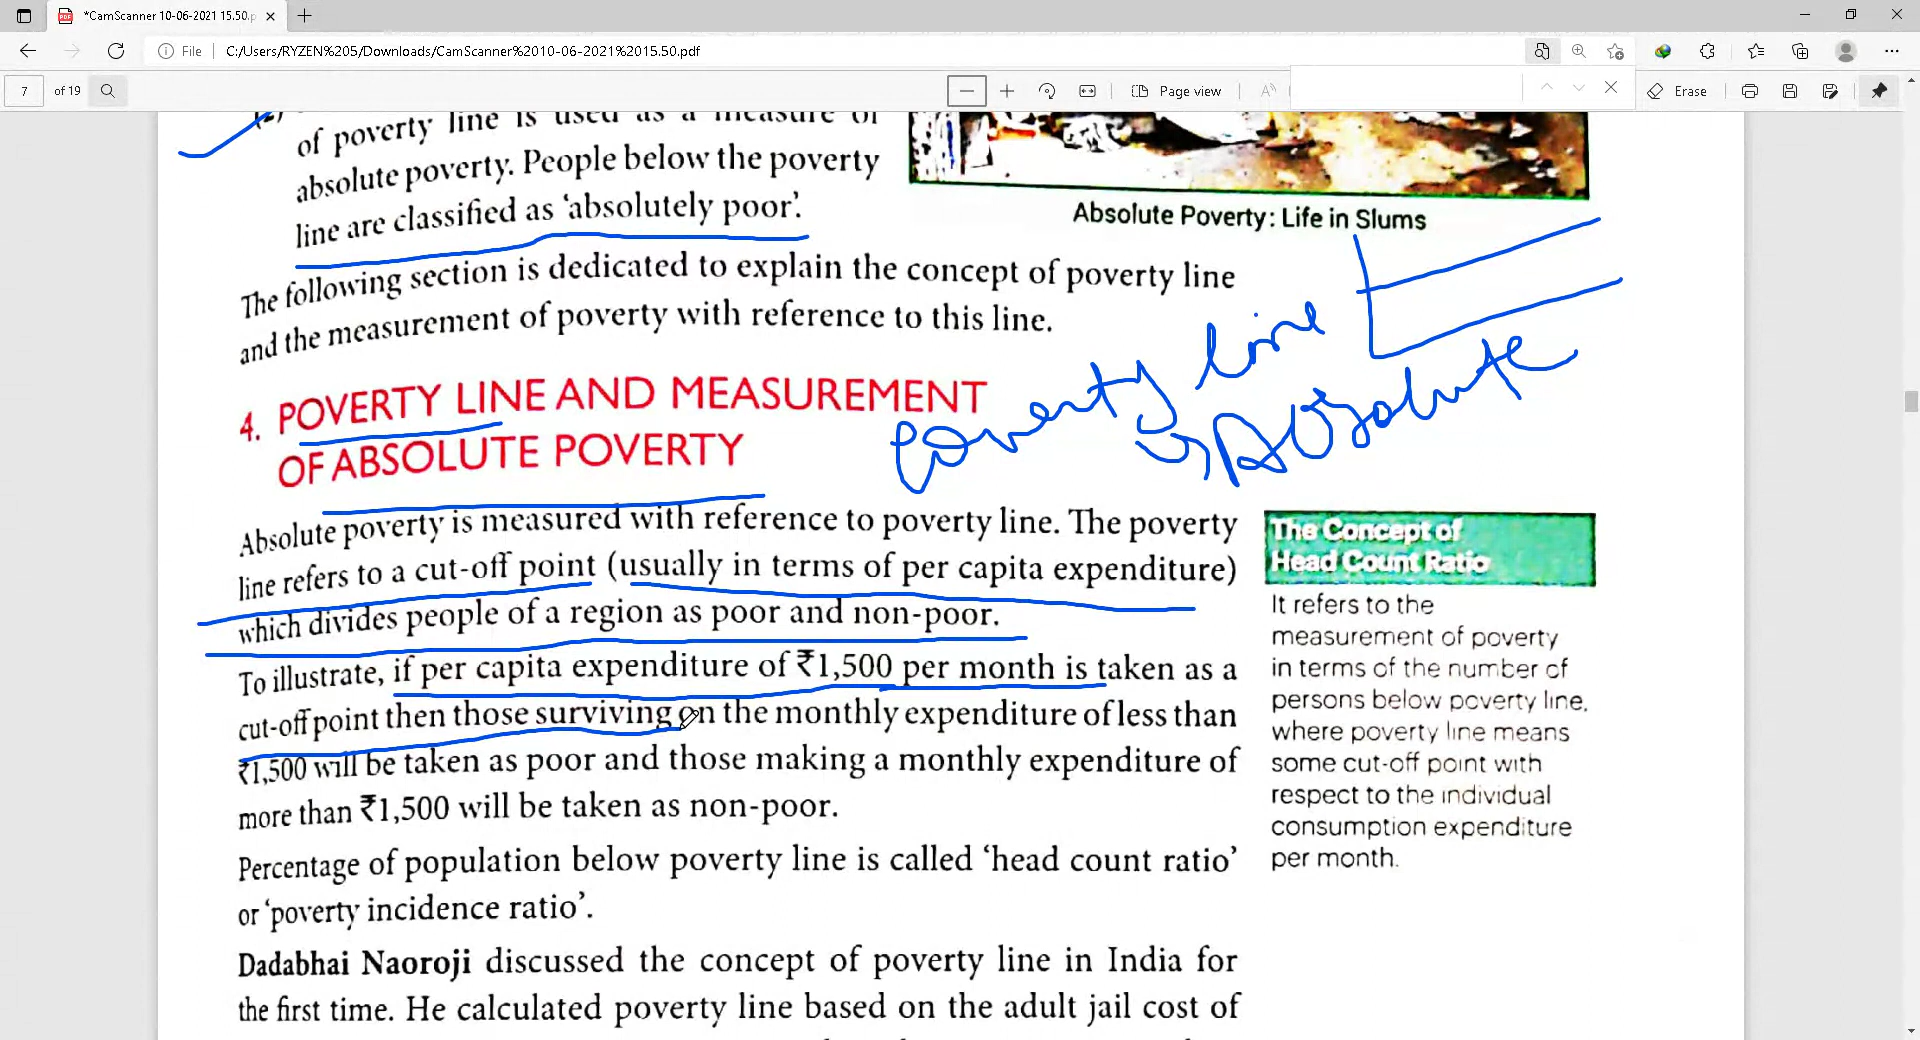 *CamScanner 10-06-2021 15.50.p
File
C:/Users/RYZEN%205/Downloads/CamScanner%2010-06-2021%2015.50.pdf
7 of 19
Page view
Erase
of poverty line is used as a measure of
absolute poverty. People below the poverty
line are classified as ‘absolutely poor’.
Absolute Poverty: Life in Slums
The following section is dedicated to explain the concept of poverty line
and the measurement of poverty with reference to this line.
Poverty line
Absolute
4. POVERTY LINE AND MEASUREMENT
OF ABSOLUTE POVERTY
Absolute poverty is measured with reference to poverty line. The poverty
line refers to a cut-off point (usually in terms of per capita expenditure)
which divides people of a region as poor and non-poor.
To illustrate, if per capita expenditure of ₹1,500 per month is taken as a
cut-off point then those surviving on the monthly expenditure of less than
₹1,500 will be taken as poor and those making a monthly expenditure of
more than ₹1,500 will be taken as non-poor.
Percentage of population below poverty line is called ‘head count ratio’
or ‘poverty incidence ratio’.
Dadabhai Naoroji discussed the concept of poverty line in India for
the first time. He calculated poverty line based on the adult jail cost of
The Concept of
Head Count Ratio
It refers to the
measurement of poverty
in terms of the number of
persons below poverty line,
where poverty line means
some cut-off point with
respect to the individual
consumption expenditure
per month.